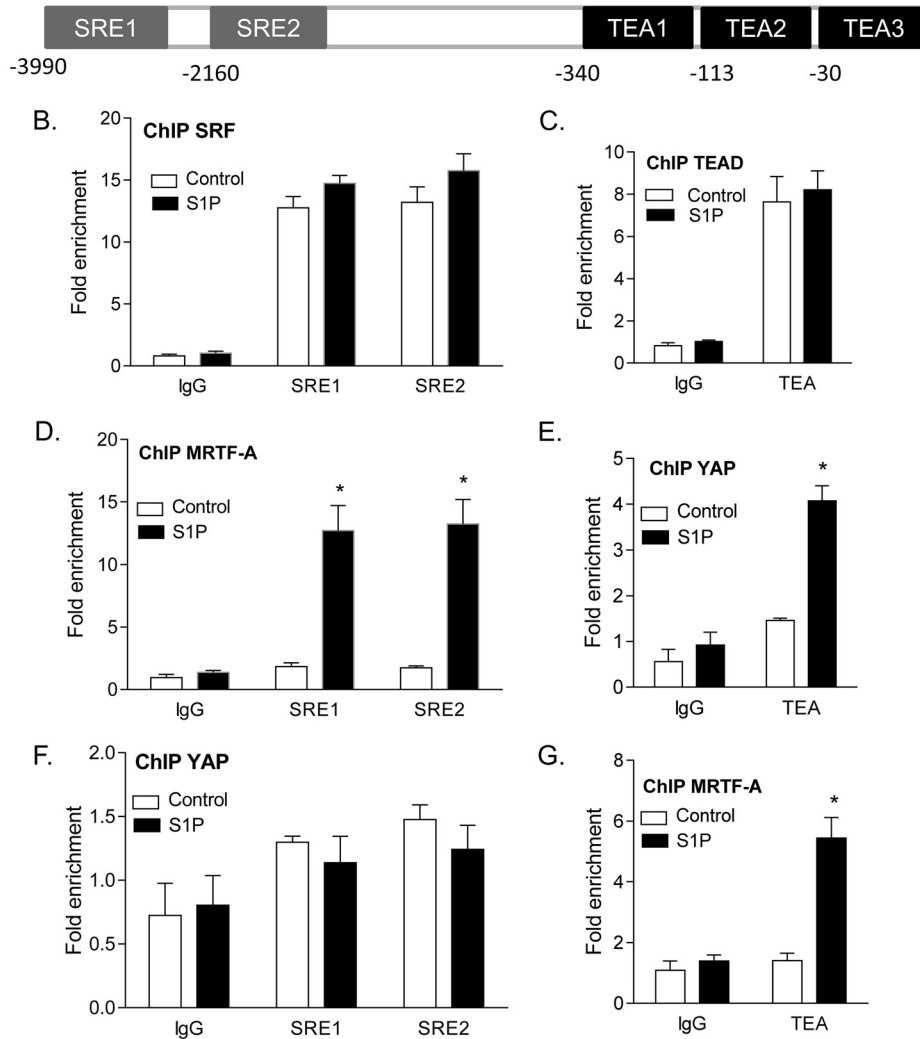 SRE1 SRE2 TEA1 TEA2 TEA3
-3990 -2160 -340 -113 -30
B.
ChIP SRF
Control
S1P
Fold enrichment
20
15
10
5
0
IgG SRE1 SRE2
C.
ChIP TEAD
Control
S1P
Fold enrichment
10
8
6
4
2
0
IgG TEA
D.
ChIP MRTF-A
Control
S1P
Fold enrichment
20
15
10
5
0
* *
IgG SRE1 SRE2
E.
ChIP YAP
Control
S1P
Fold enrichment
5
4
2
1
0
*
IgG TEA
F.
ChIP YAP
Control
S1P
Fold enrichment
2.0
1.5
1.0
0.5
0.0
IgG SRE1 SRE2
G.
ChIP MRTF-A
Control
S1P
Fold enrichment
8
6
4
2
0
*
IgG TEA